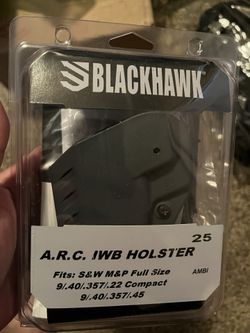 BLACKHAWK
25
A.R.C. IWB HOLSTER
Fits: S&W M&P Full Size
AMBI
9/.40/.357/.22 Compact
9/.40/.357/.45